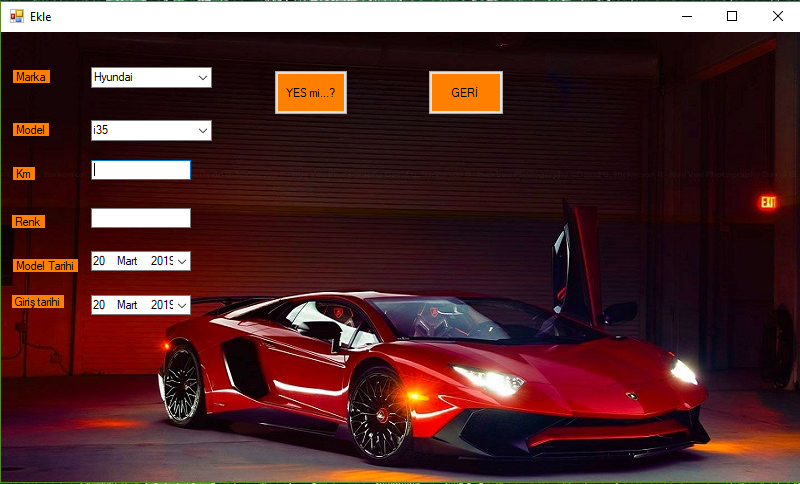 Ekle
Marka
Hyundai
YES mi...?
GERİ
Model
i35
Km
Renk
Model Tarihi
20 Mart 2019
Giriş tarihi
20 Mart 2019
EXIT